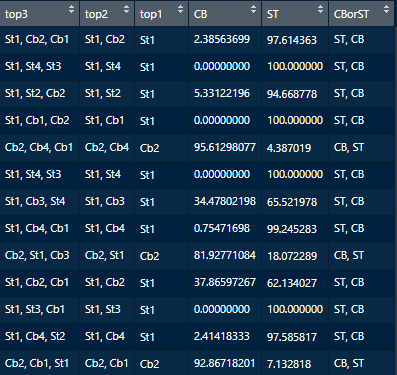 top3 top2 top1 CB ST CBorST
St1, Cb2, Cb1 St1, Cb2 St1 2.38563699 97.614363 ST, CB
St1, St4, St3 St1, St4 St1 0.00000000 100.000000 ST, CB
St1, St2, Cb2 St1, St2 St1 5.33122196 94.668778 ST, CB
St1, Cb1, Cb2 St1, Cb1 St1 0.00000000 100.000000 ST, CB
Cb2, Cb4, Cb1 Cb2, Cb4 Cb2 95.61298077 4.387019 CB, ST
St1, St4, St3 St1, St4 St1 0.00000000 100.000000 ST, CB
St1, Cb3, St4 St1, Cb3 St1 34.47802198 65.521978 ST, CB
St1, Cb4, Cb1 St1, Cb4 St1 0.75471698 99.245283 ST, CB
Cb2, St1, Cb3 Cb2, St1 Cb2 81.92771084 18.072289 CB, ST
St1, Cb2, Cb1 St1, Cb2 St1 37.86597267 62.134027 ST, CB
St1, St3, Cb1 St1, St3 St1 0.00000000 100.000000 ST, CB
St1, Cb4, St2 St1, Cb4 St1 2.41418333 97.585817 ST, CB
Cb2, Cb1, St1 Cb2, Cb1 Cb2 92.86718201 7.132818 CB, ST